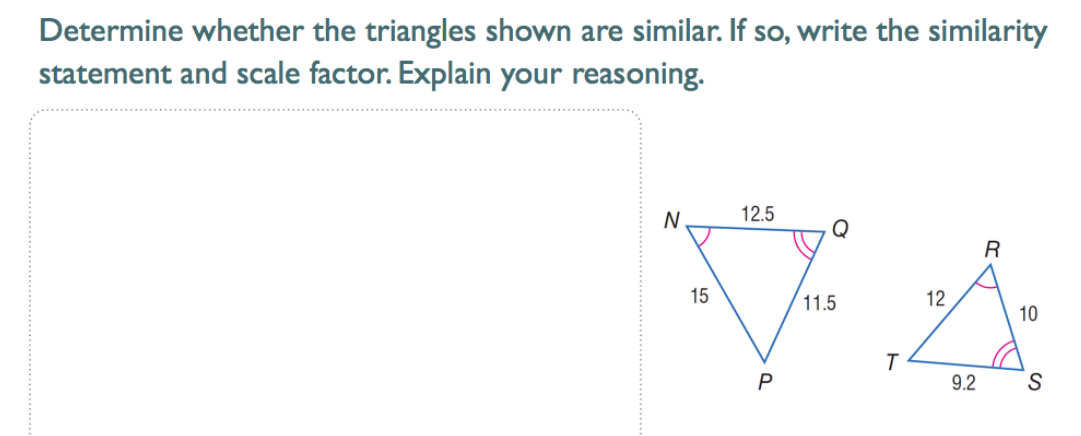 Determine whether the triangles shown are similar. If so, write the similarity
statement and scale factor. Explain your reasoning.
N
12.5
Q
R
15
11.5
12
10
T
P
9.2
S